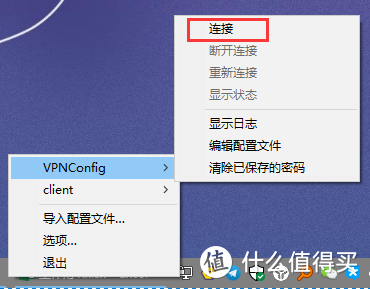 连接
断开连接
重新连接
显示状态
显示日志
编辑配置文件
清除已保存的密码
VPNConfig
client
导入配置文件...
选项...
退出
值 什么值得买